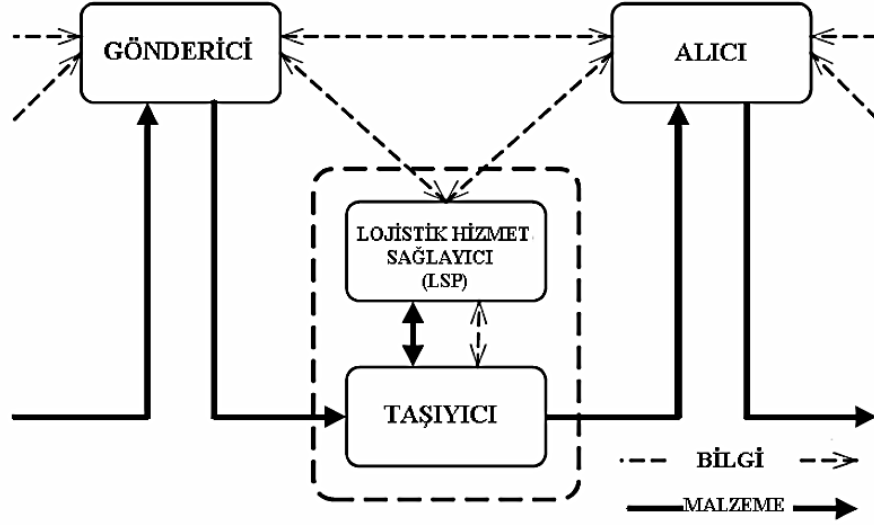 GÖNDERİCİ
ALICI
LOJİSTİK HİZMET
SAĞLAYICI
(LSP)
TAŞIYICI
BİLGİ
MALZEME